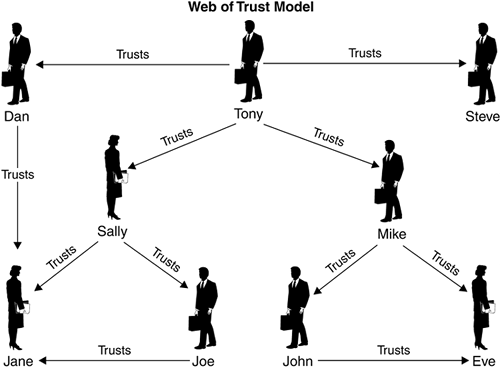 Web of Trust Model
Trusts
Trusts
Dan
Tony
Steve
Trusts
Trusts
Trusts
Sally
Mike
Trusts
Trusts
Trusts
Trusts
Trusts
Trusts
Jane
Joe
John
Eve